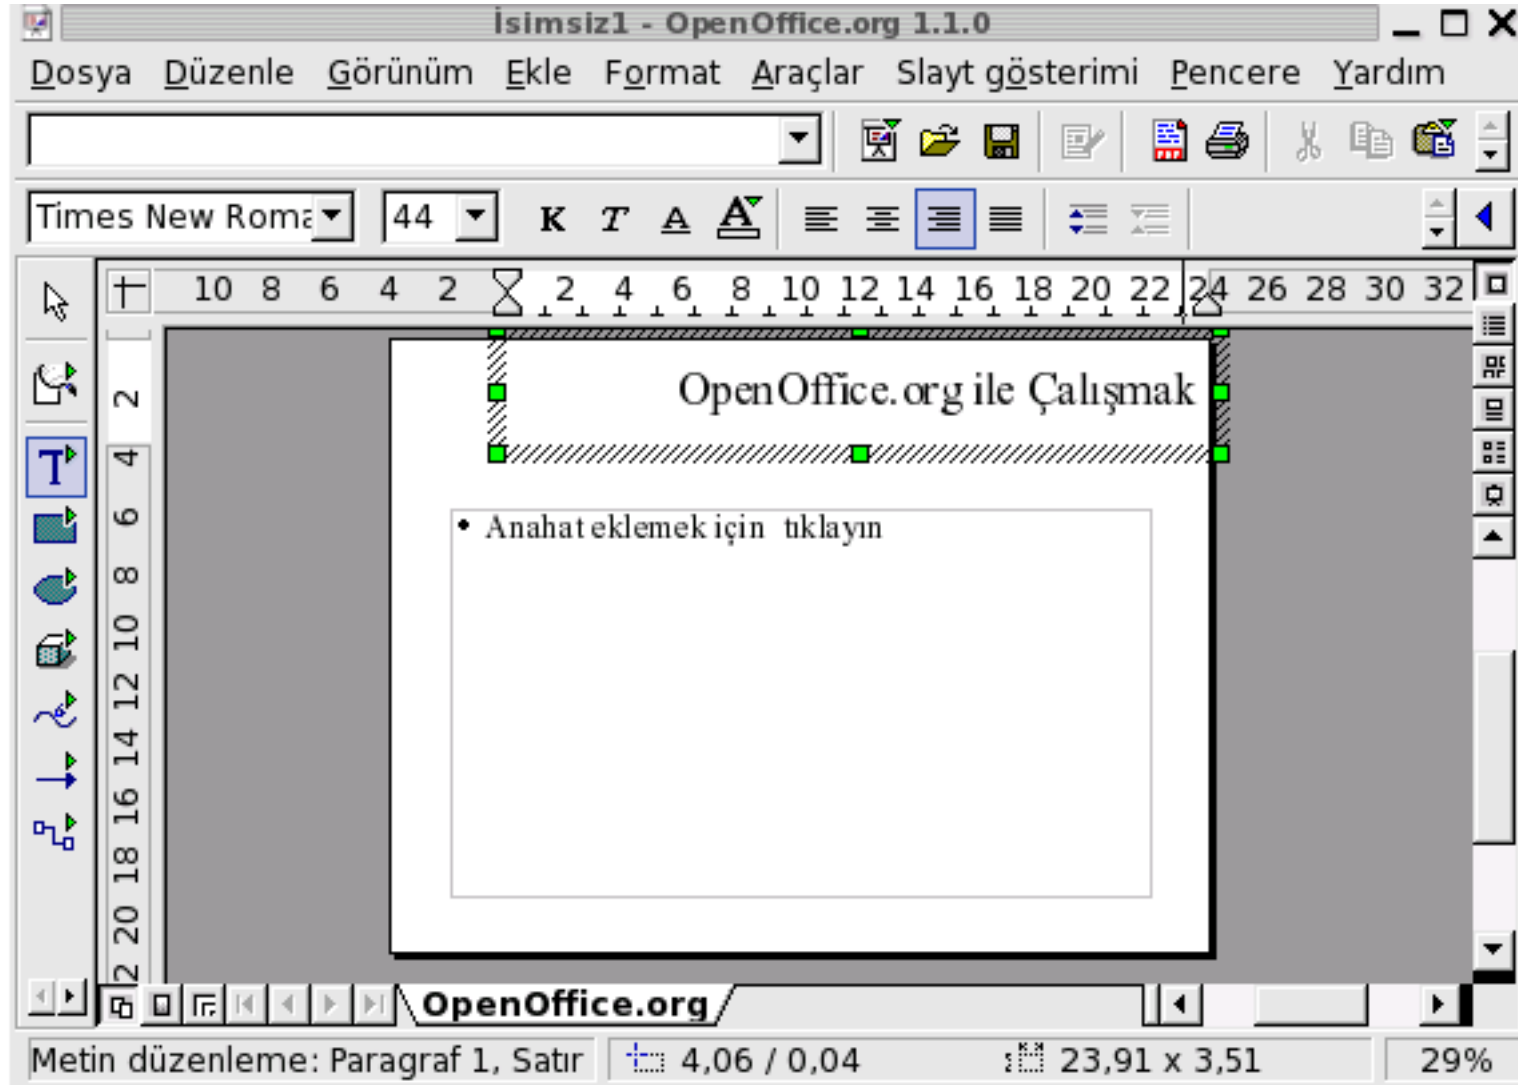 İsimsiz1 - OpenOffice.org 1.1.0
Dosya Düzenle Görünüm Ekle Format Araçlar Slayt gösterimi Pencere Yardım
Times New Roma 44 K T A A
10 8 6 4 2 2 4 6 8 10 12 14 16 18 20 22 24 26 28 30 32
OpenOffice.org ile Çalışmak
• Anahat eklemek için tıklayın
2
4
6
8
10
12
14
16
18
20
2
OpenOffice.org
Metin düzenleme: Paragraf 1, Satır 4,06 / 0,04 23,91 x 3,51 29%